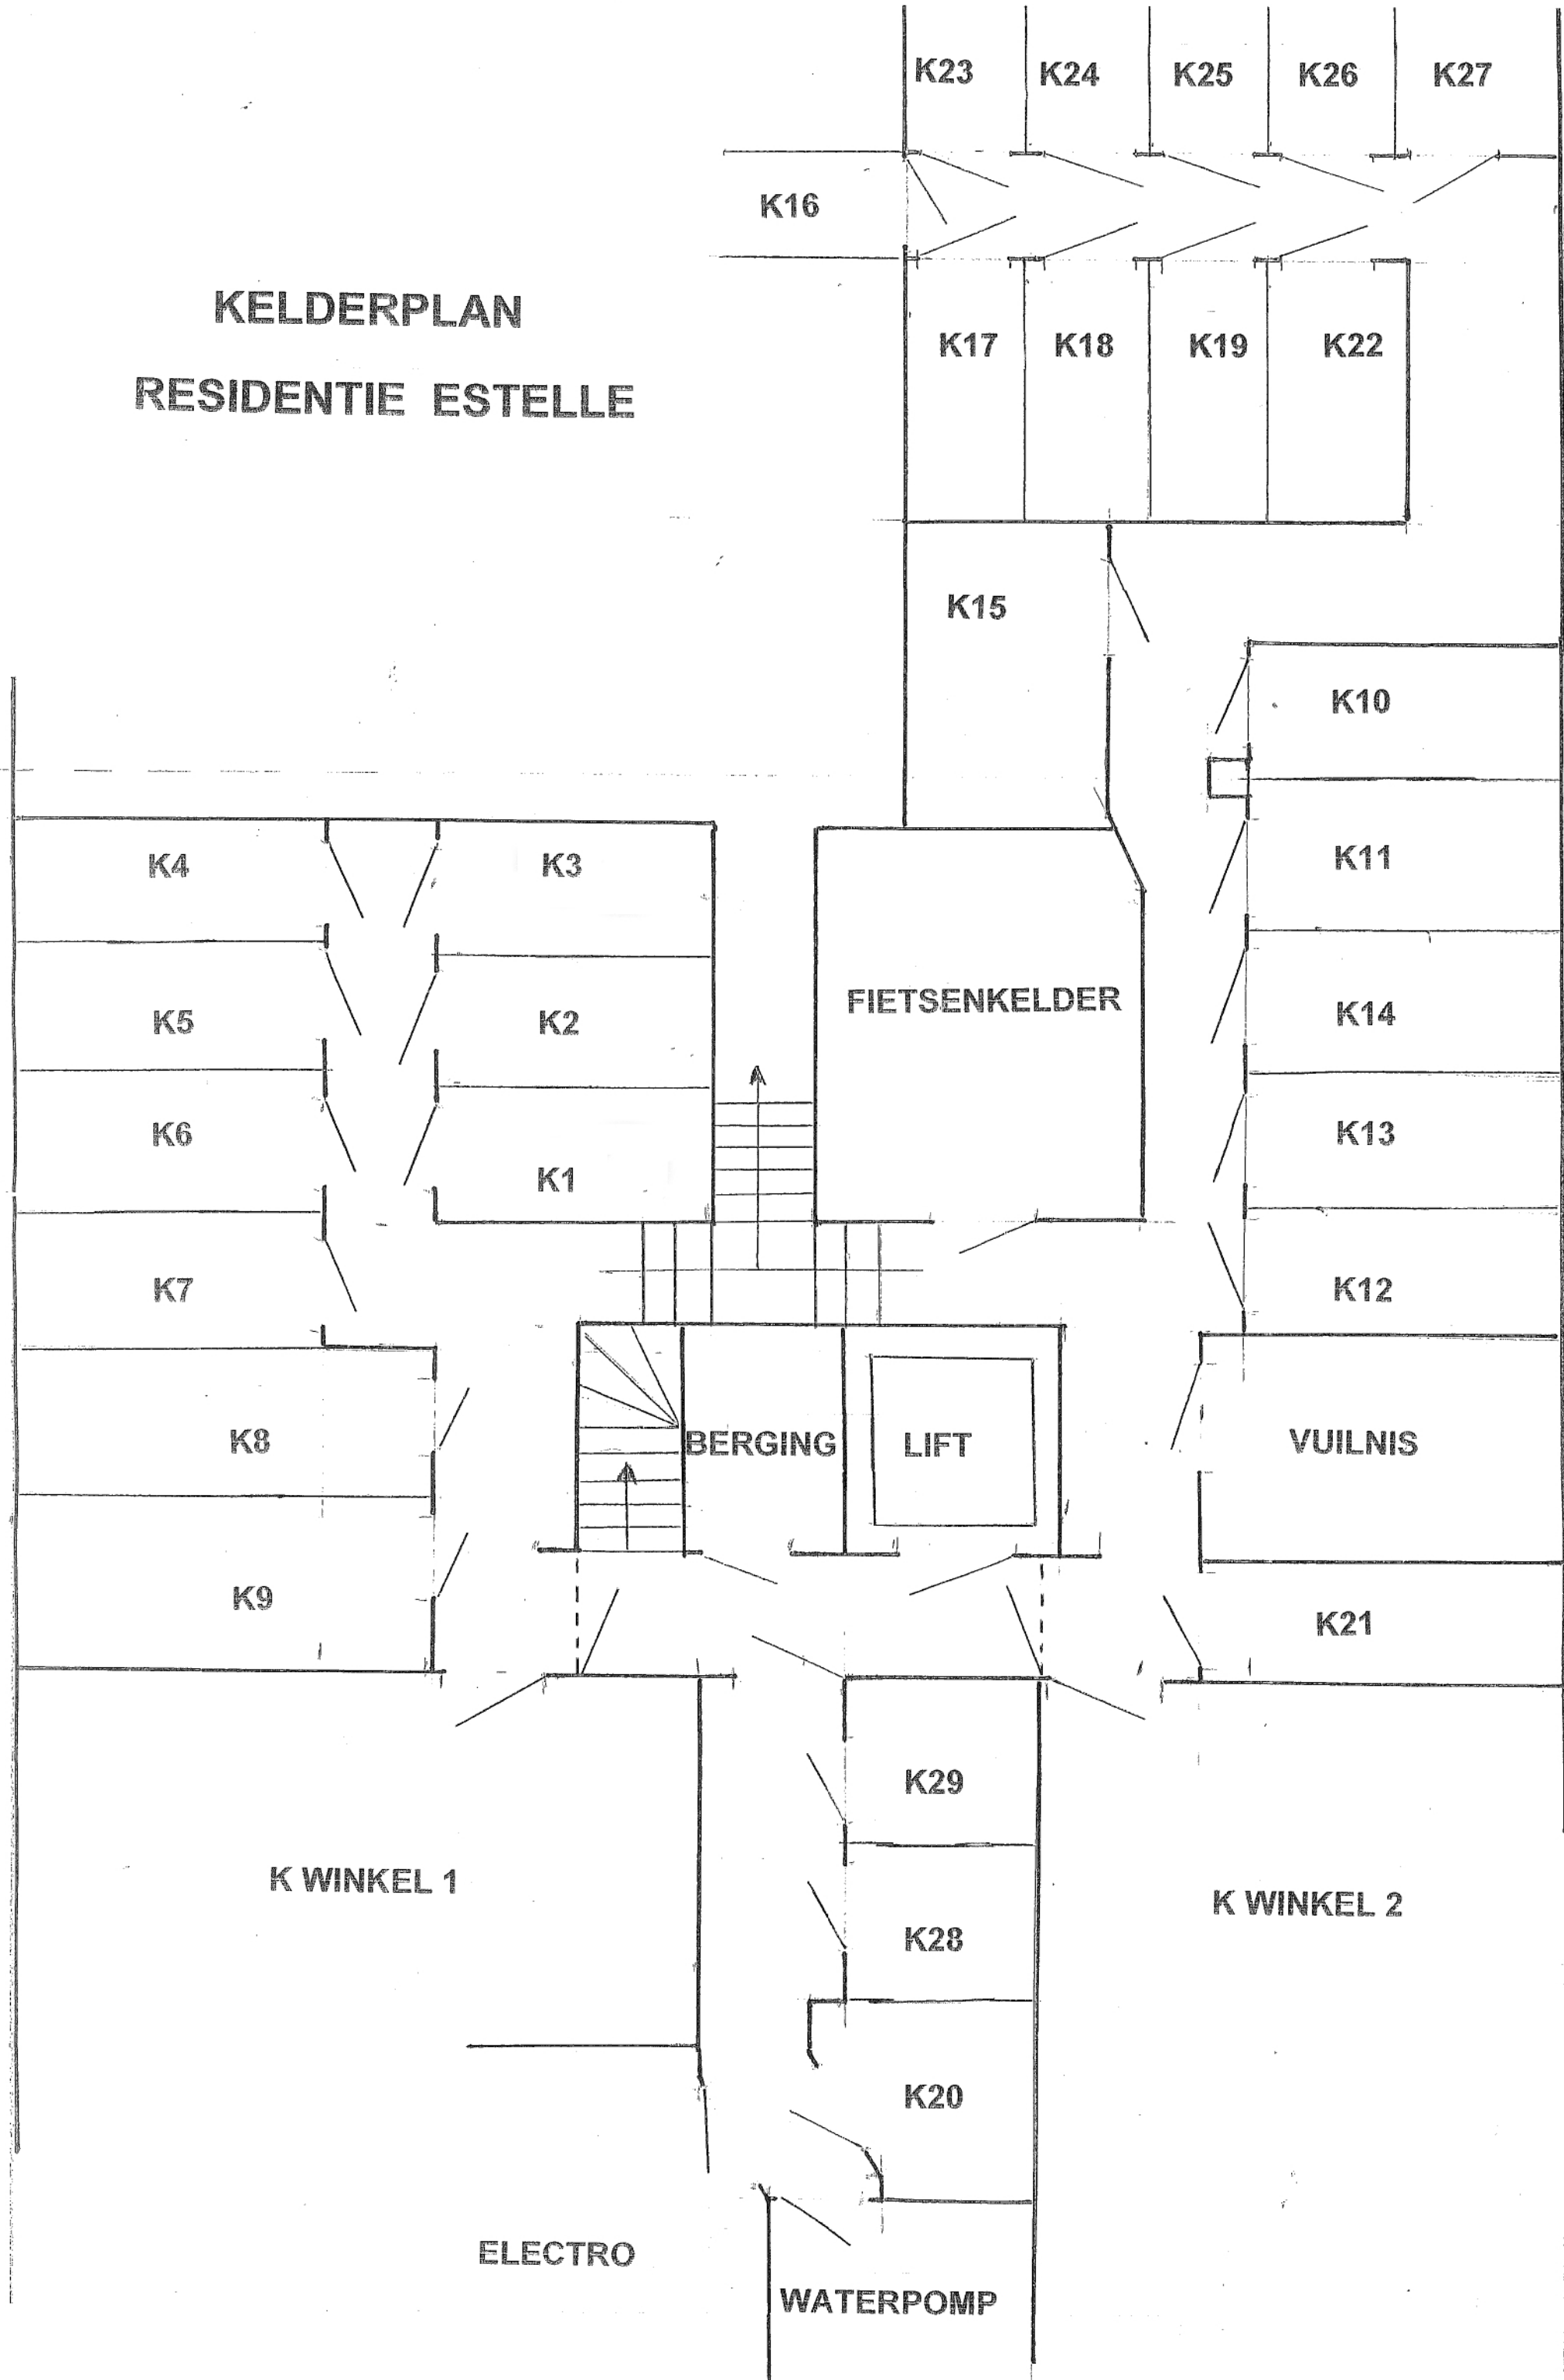 K23 K24 K25 K26 K27
K16
KELDERPLAN
RESIDENTIE ESTELLE
K17 K18 K19 K22
K15
K10
K4 K3 K11
FIETSENKELDER
K5 K2 K14
K6 K13
K1
K7 K12
K8 BERGING LIFT VUILNIS
K9 K21
K29
K WINKEL 1
K WINKEL 2
K28
K20
ELECTRO
WATERPOMP